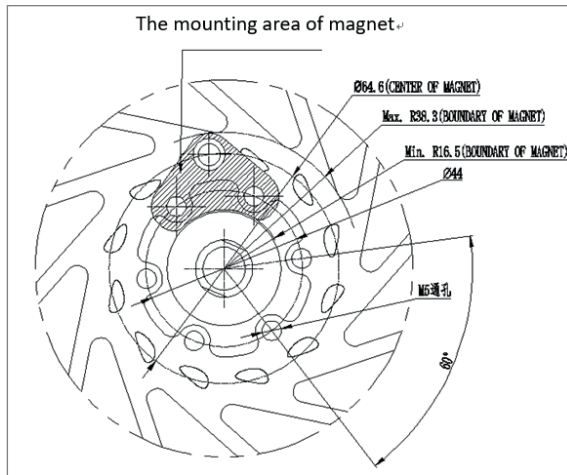 The mounting area of magnet
Ø64.6(CENTER OF MAGNET)
Max. R38.3(BOUNDARY OF MAGNET)
Min. R16.5(BOUNDARY OF MAGNET)
Ø44
M5通孔
60°